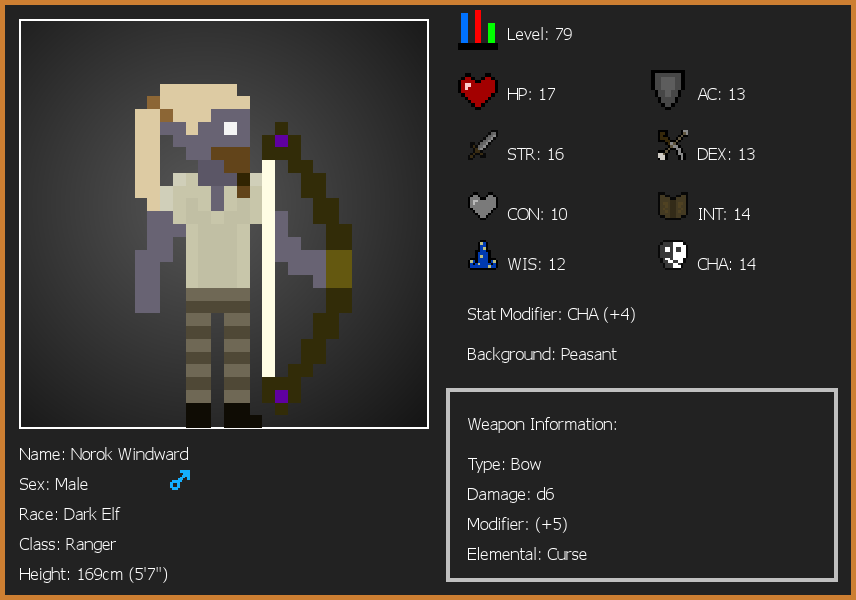 Level: 79
HP: 17
AC: 13
STR: 16
DEX: 13
CON: 10
INT: 14
WIS: 12
CHA: 14
Stat Modifier: CHA (+4)
Background: Peasant
Weapon Information:
Type: Bow
Damage: d6
Modifier: (+5)
Elemental: Curse
Name: Norok Windward
Sex: Male
Race: Dark Elf
Class: Ranger
Height: 169cm (5'7")